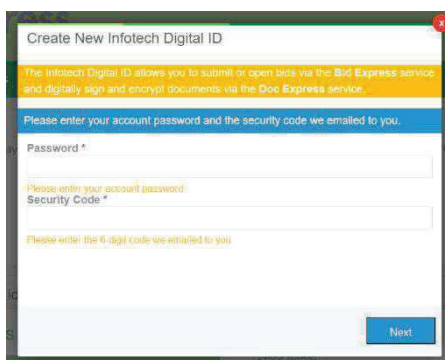 x
Create New Infotech Digital ID
The Infotech Digital ID allows you to submit or open bids via the Bid Express service
and digitally sign and encrypt documents via the Doc Express service.
Please enter your account password and the security code we emailed to you.
Password *
Please enter your account password
Security Code *
Please enter the 6 digit code we emailed to you
Next